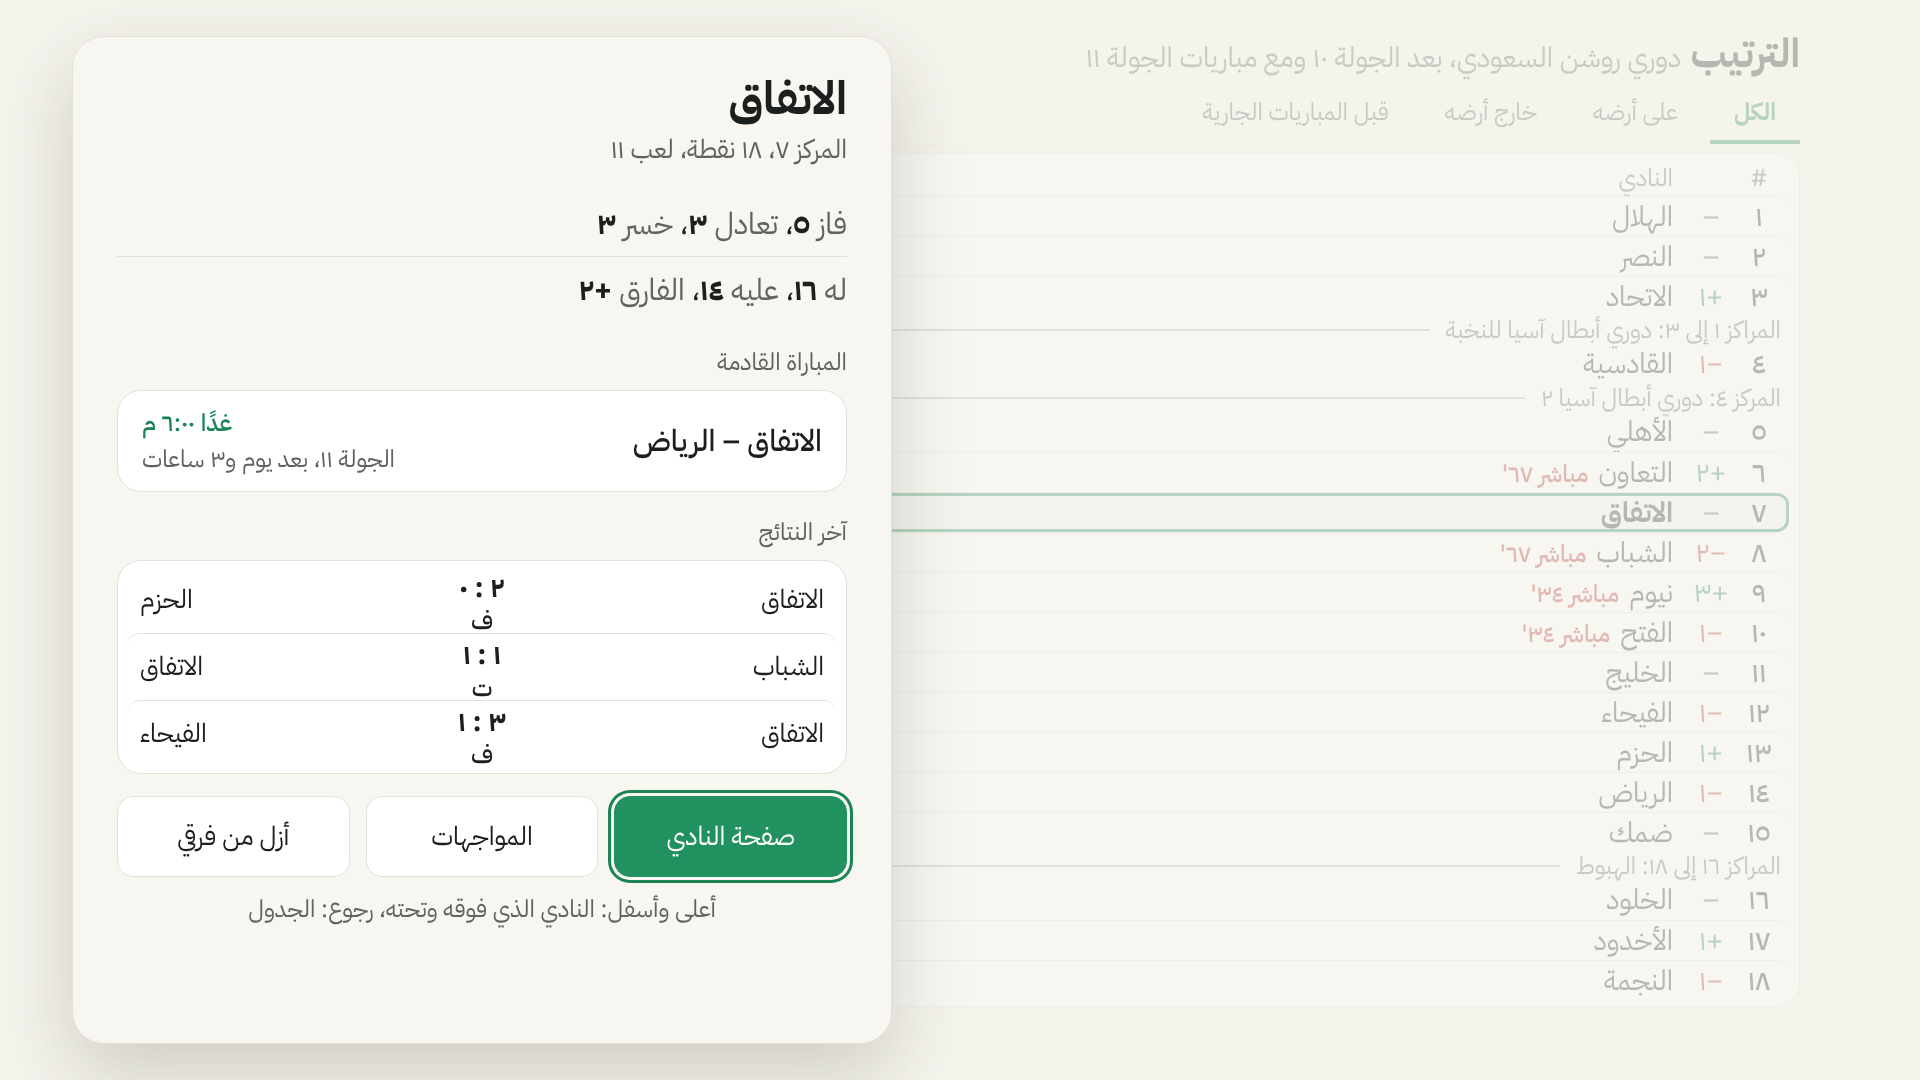 الترتيب دوري روشن السعودي، بعد الجولة ١٠ ومع مباريات الجولة ١١
الكل على أرضه خارج أرضه قبل المباريات الجارية
# النادي
١ – الهلال
٢ – النصر
٣ +١ الاتحاد
المراكز ١ إلى ٣: دوري أبطال آسيا للنخبة
٤ −١ القادسية
المركز ٤: دوري أبطال آسيا ٢
٥ – الأهلي
٦ +٢ التعاون مباشر ٦٧'
٧ – الاتفاق
٨ −٢ الشباب مباشر ٦٧'
٩ +٣ نيوم مباشر ٣٤'
١٠ −١ الفتح مباشر ٣٤'
١١ – الخليج
١٢ −١ الفيحاء
١٣ +١ الحزم
١٤ −١ الرياض
١٥ – ضمك
المراكز ١٦ إلى ١٨: الهبوط
١٦ – الخلود
١٧ +١ الأخدود
١٨ −١ النجمة
الاتفاق
المركز ٧، ١٨ نقطة، لعب ١١
فاز ٥، تعادل ٣، خسر ٣
له ١٦، عليه ١٤، الفارق +٢
المباراة القادمة
الاتفاق – الرياض
غدًا ٦:٠٠ م
الجولة ١١، بعد يوم و٣ ساعات
آخر النتائج
الاتفاق ٢ : ٠ الحزم
ف
الشباب ١ : ١ الاتفاق
ت
الاتفاق ٣ : ١ الفيحاء
ف
صفحة النادي المواجهات أزل من فرقي
أعلى وأسفل: النادي الذي فوقه وتحته، رجوع: الجدول